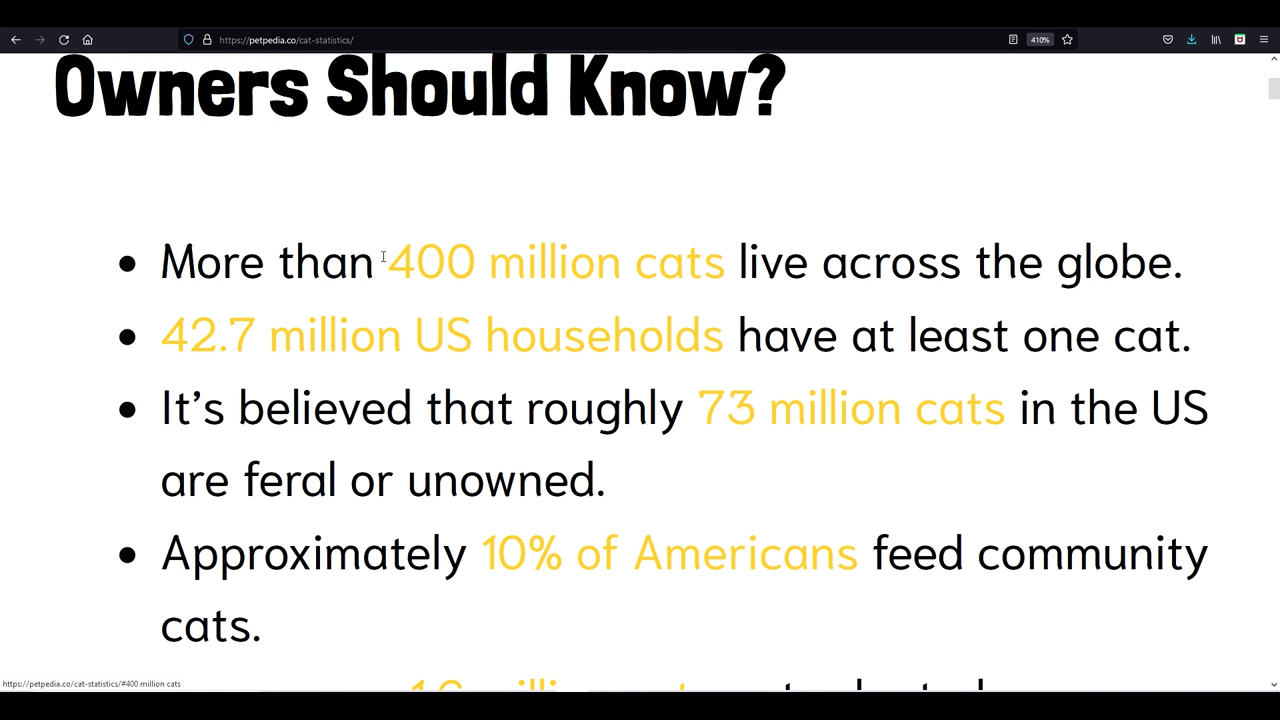 https://petpedia.co/cat-statistics/
410%
Owners Should Know?
More than 400 million cats live across the globe.
42.7 million US households have at least one cat.
It's believed that roughly 73 million cats in the US
are feral or unowned.
Approximately 10% of Americans feed community
cats.
https://petpedia.co/cat-statistics/#400 million cats